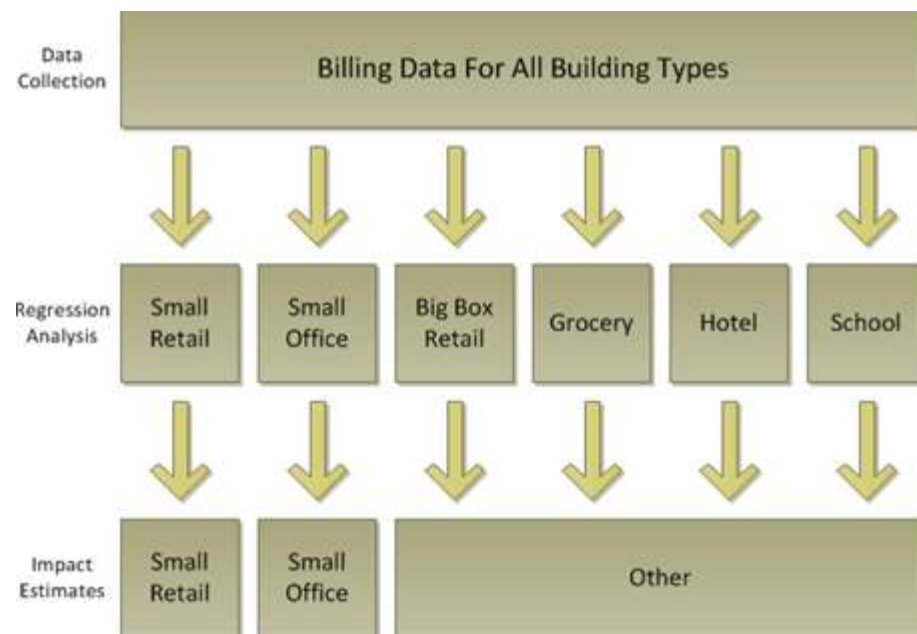 Data
Collection
Billing Data For All Building Types
Regression
Analysis
Small
Retail
Small
Office
Big Box
Retail
Grocery
Hotel
School
Impact
Estimates
Small
Retail
Small
Office
Other